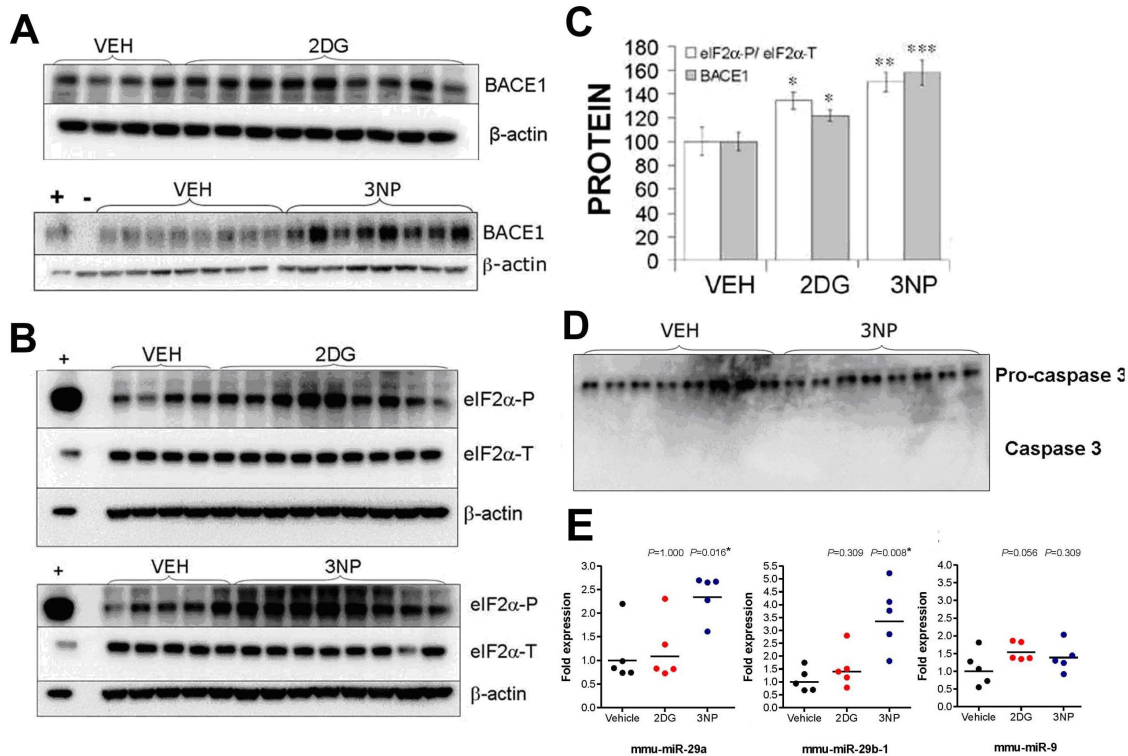 A
VEH 2DG
BACE1
β-actin
+ - VEH 3NP
BACE1
β-actin
B
+ VEH 2DG
eIF2α-P
eIF2α-T
β-actin
+ VEH 3NP
eIF2α-P
eIF2α-T
β-actin
C
PROTEIN
180
160
140
120
100
80
60
40
20
0
eIF2α-P/ eIF2α-T
BACE1
* * ** ***
VEH 2DG 3NP
D
VEH 3NP
Pro-caspase 3
Caspase 3
E
P=1.000 P=0.016*
Fold expression
3.0
2.5
2.0
1.5
1.0
0.5
0.0
Vehicle 2DG 3NP
mmu-miR-29a
P=0.309 P=0.008*
Fold expression
5.5
5.0
4.5
4.0
3.5
3.0
2.5
2.0
1.5
1.0
0.5
0.0
Vehicle 2DG 3NP
mmu-miR-29b-1
P=0.056 P=0.309
Fold expression
4.0
3.5
3.0
2.5
2.0
1.5
1.0
0.5
0.0
Vehicle 2DG 3NP
mmu-miR-9